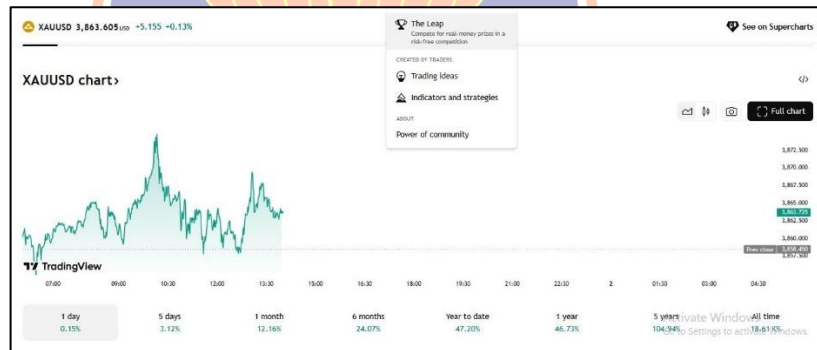 XAUUSD 3,863.605 USD +5.155 +0.13%
The Leap
Compete for real-money prizes in a
risk-free competition
See on Supercharts
CREATED BY TRADERS
Trading ideas
Indicators and strategies
ABOUT
Power of community
XAUUSD chart›
</>
Full chart
3,872.500
3,870.000
3,867.500
3,865.000
3,863.725
3,862.500
3,860.000
Prev close 3,858.450
3,857.500
TradingView
07:00 09:00 10:30 12:00 13:30 15:00 16:30 18:00 19:30 21:00 22:30 2 01:30 03:00 04:30
1 day 5 days 1 month 6 months Year to date 1 year 5 years All time
0.15% 3.12% 12.16% 24.07% 47.20% 46.73% 104.94%
Activate Windows
Go to Settings to activate Windows.